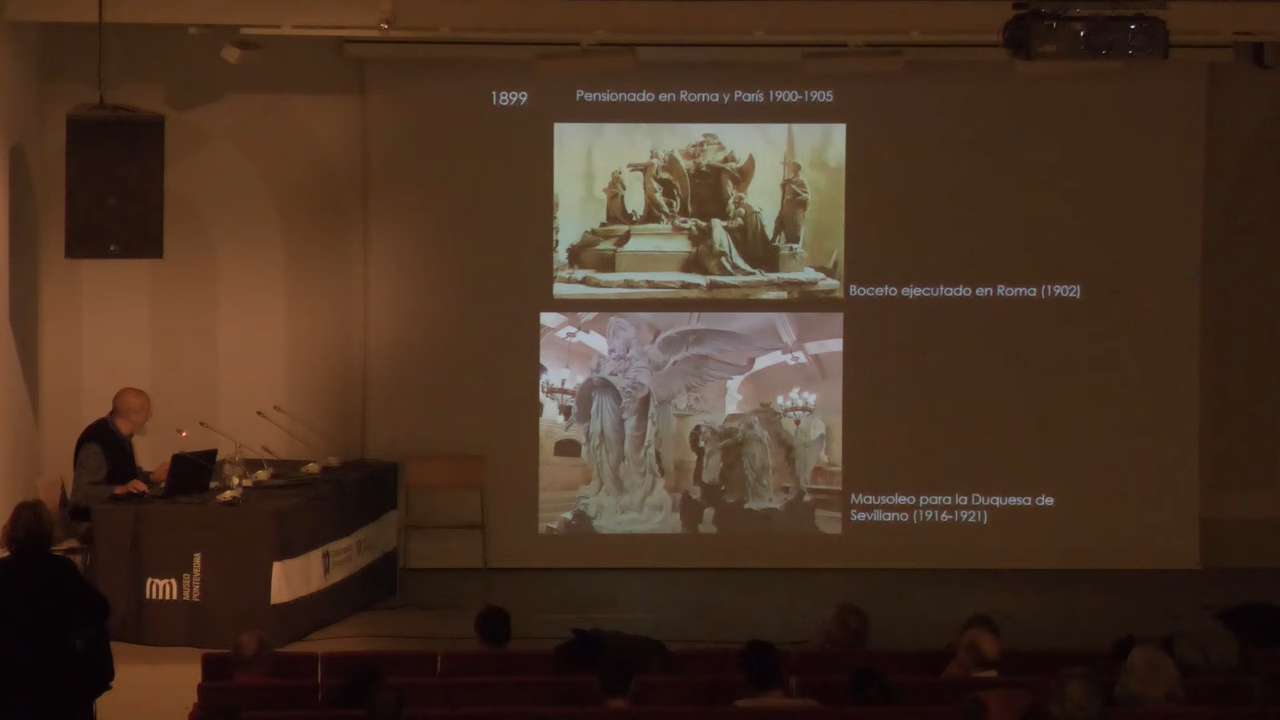 1899
Pensionado en Roma y París 1900-1905
Boceto ejecutado en Roma (1902)
Mausoleo para la Duquesa de
Sevillano (1916-1921)
MUSEO
PONTEVEDRA